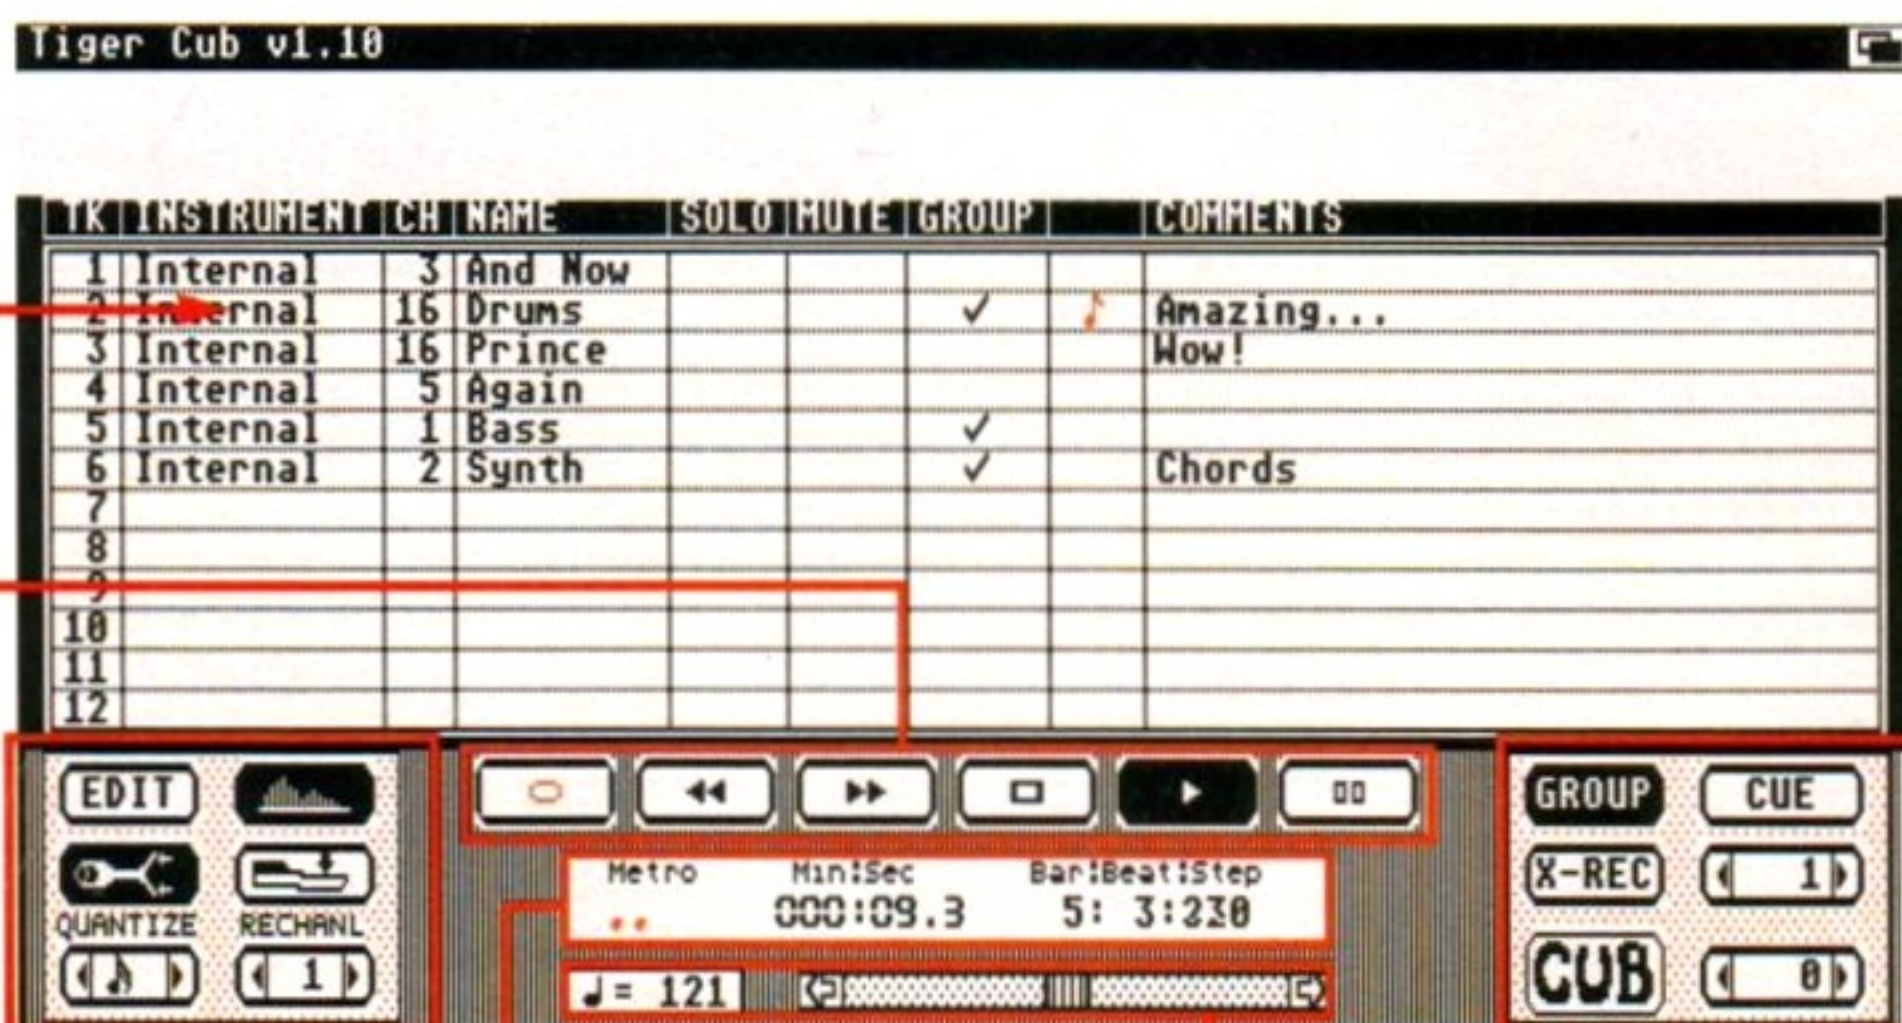 Tiger Cub v1.10
TK INSTRUMENT CH NAME SOLO MUTE GROUP COMMENTS
1 Internal 3 And Now
2 Internal 16 Drums ✓ Amazing...
3 Internal 16 Prince Wow!
4 Internal 5 Again
5 Internal 1 Bass ✓
6 Internal 2 Synth ✓ Chords
7
8
9
10
11
12
EDIT GROUP CUE
Metro Min:Sec Bar:Beat:Step
X-REC 1
000:09.3 5: 3:230
QUANTIZE RECHANL
1 ♩= 121 CUB 0